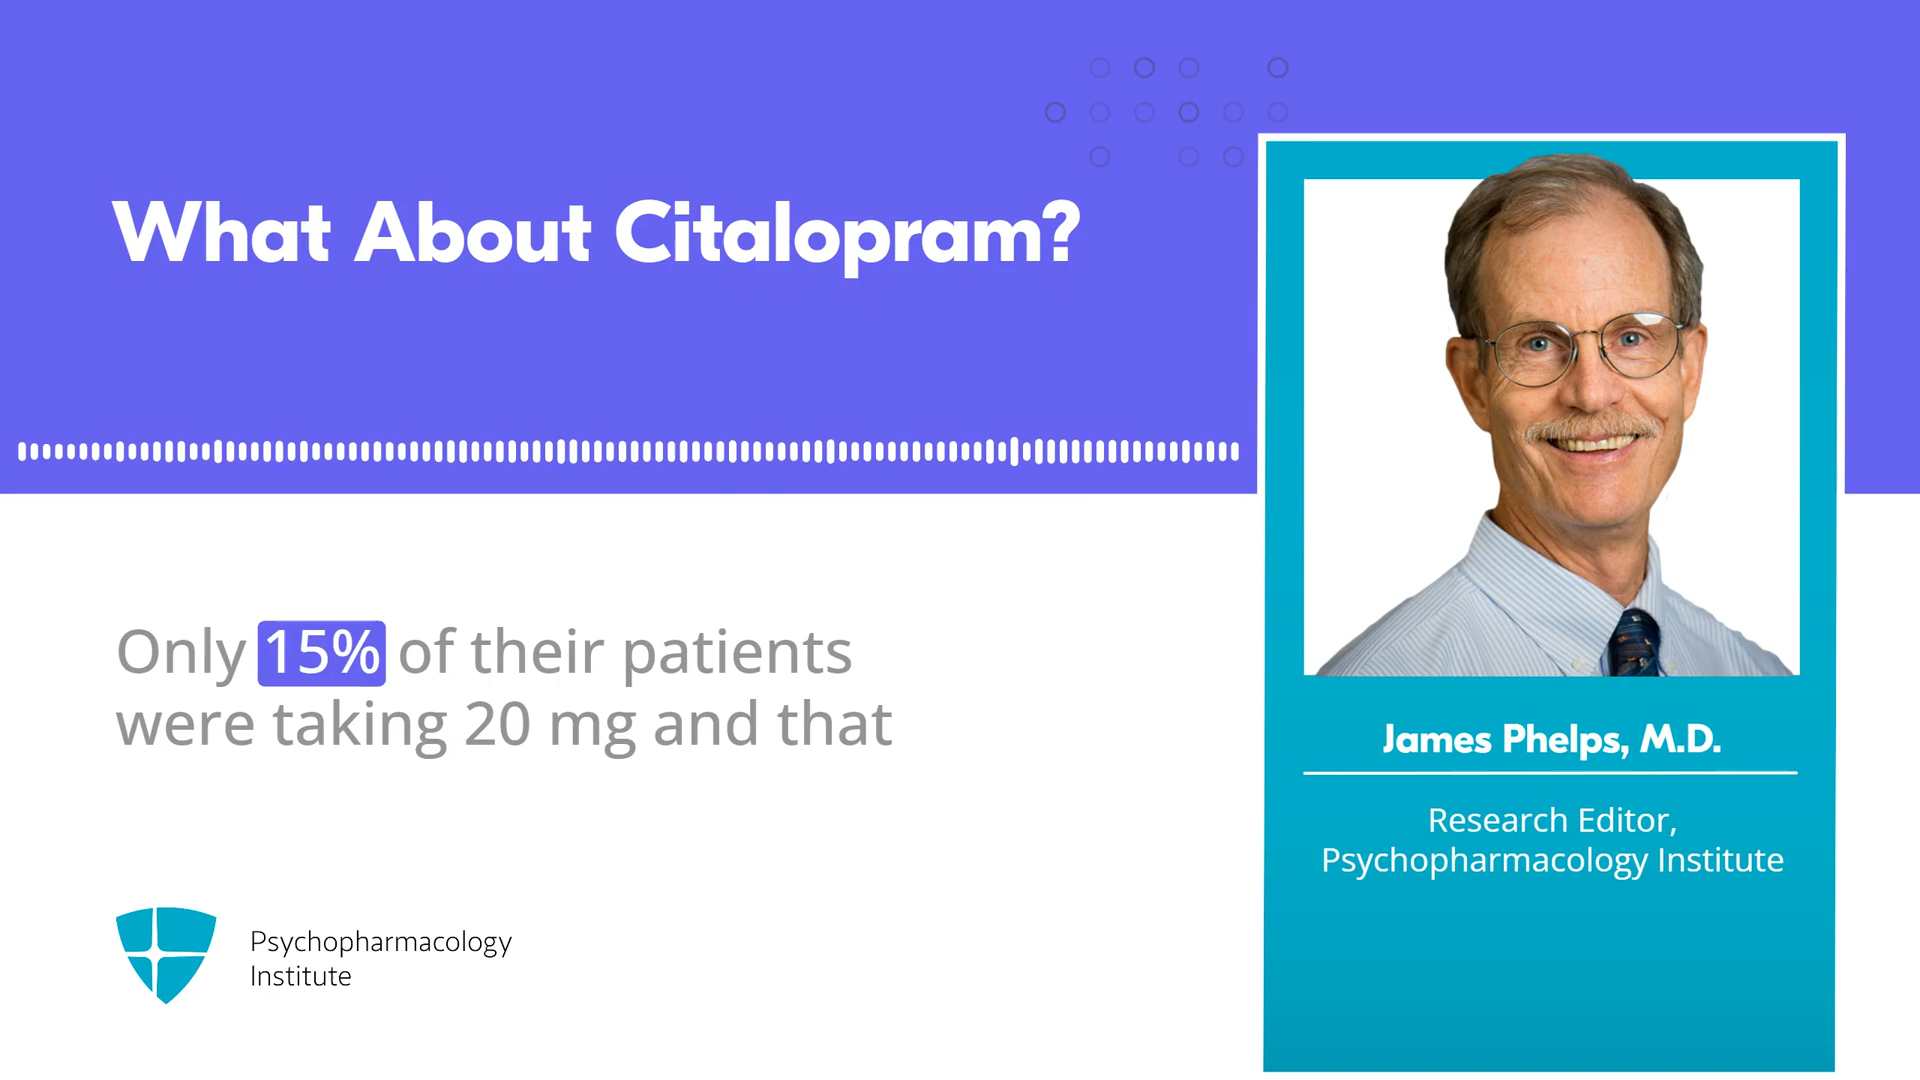 What About Citalopram?
Only 15% of their patients
were taking 20 mg and that
Psychopharmacology
Institute
James Phelps, M.D.
Research Editor,
Psychopharmacology Institute